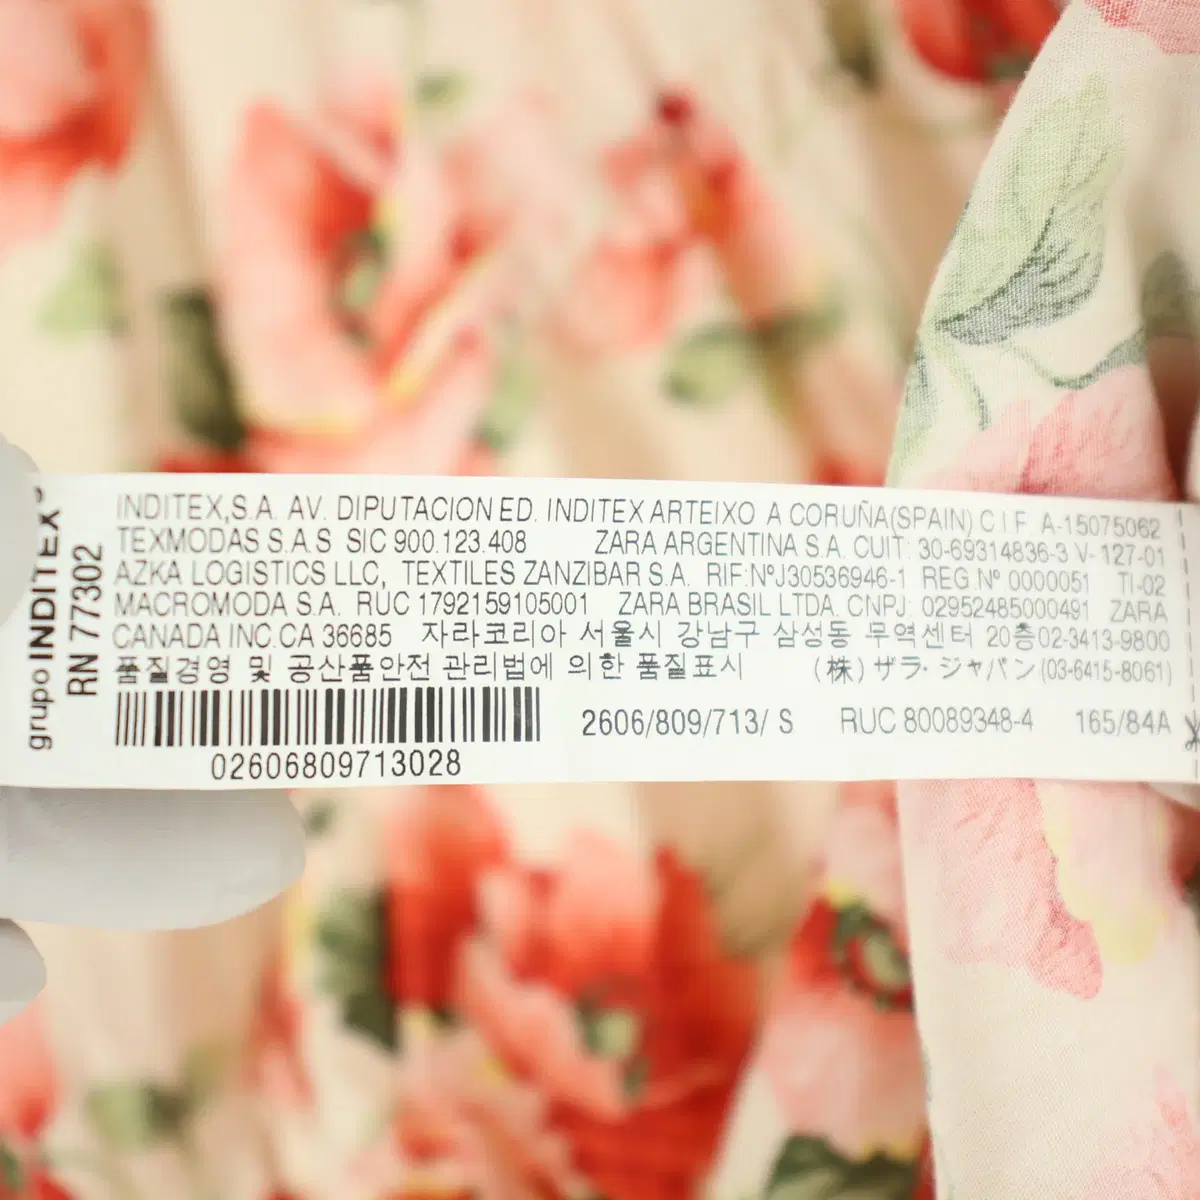 grupo INDITEX
RN 77302
INDITEX,S.A. AV. DIPUTACION ED. INDITEX ARTEIXO A CORUÑA(SPAIN) C I F A-15075062
TEXMODAS S.A.S SIC 900.123.408 ZARA ARGENTINA S.A. CUIT: 30-69314836-3 V-127-01
AZKA LOGISTICS LLC, TEXTILES ZANZIBAR S.A. RIF:NºJ30536946-1 REG.Nº 0000051 TI-02
MACROMODA S.A. RUC 1792159105001 ZARA BRASIL LTDA. CNPJ: 02952485000491 ZARA
CANADA INC.CA 36685 자라코리아 서울시 강남구 삼성동 무역센터 20층02-3413-9800
품질경영 및 공산품안전 관리법에 의한 품질표시 (株) ザラ・ジャパン(03-6415-8061)
2606/809/713/ S RUC 80089348-4 165/84A
02606809713028